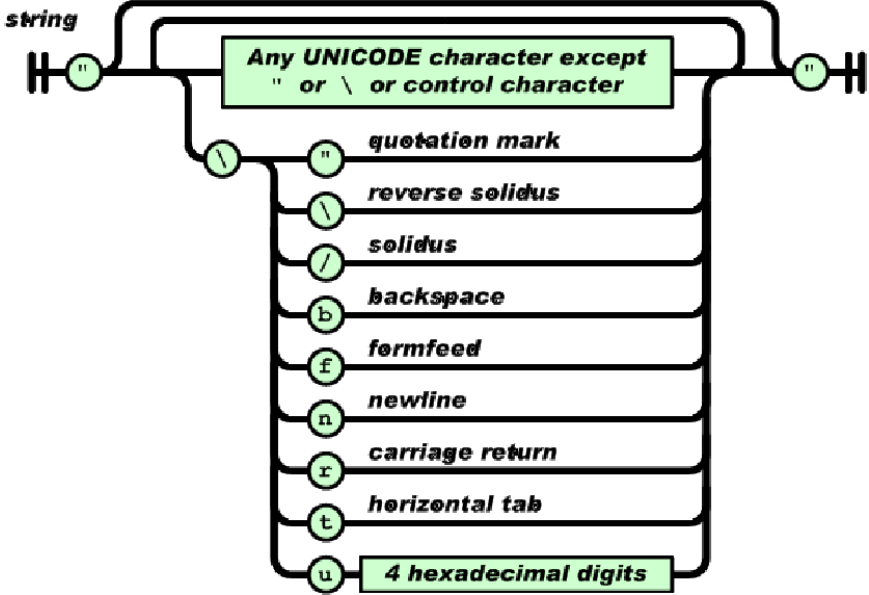 string
" Any UNICODE character except "
" or \ or control character
\ " quotation mark
\ reverse solidus
/ solidus
b backspace
f formfeed
n newline
r carriage return
t horizontal tab
u 4 hexadecimal digits